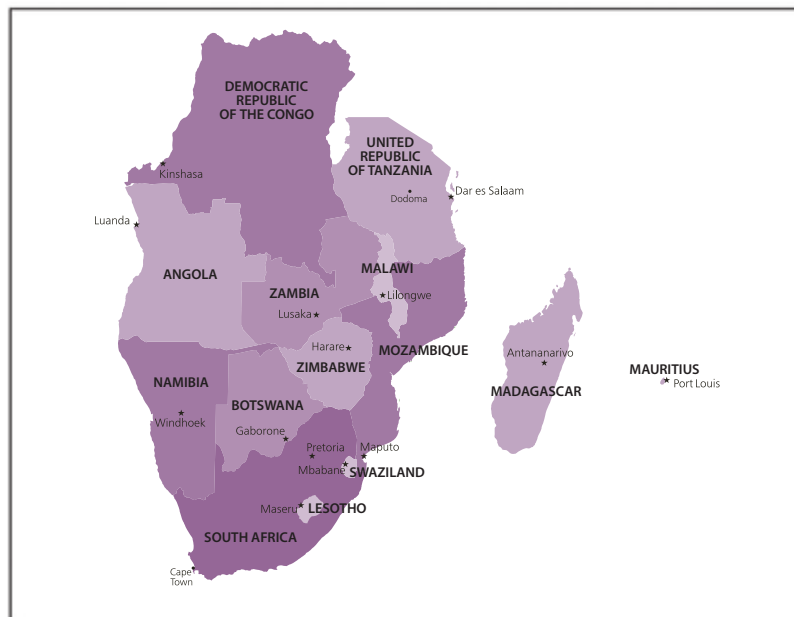 DEMOCRATIC
REPUBLIC
OF THE CONGO
UNITED
REPUBLIC
OF TANZANIA
Kinshasa
Dodoma
Dar es Salaam
Luanda
ANGOLA
MALAWI
ZAMBIA
Lilongwe
Lusaka
Harare
MOZAMBIQUE
ZIMBABWE
Antananarivo
MAURITIUS
Port Louis
NAMIBIA
MADAGASCAR
BOTSWANA
Windhoek
Gaborone
Pretoria
Maputo
Mbabane
SWAZILAND
Maseru
LESOTHO
SOUTH AFRICA
Cape
Town